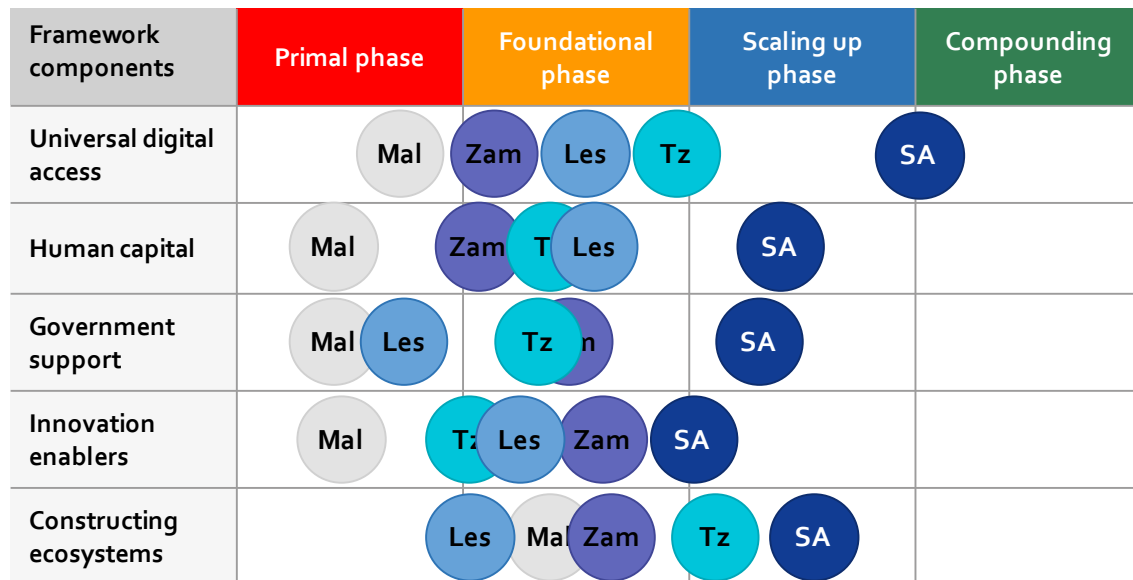 Framework
components
Primal phase
Foundational
phase
Scaling up
phase
Compounding
phase
Universal digital
access
Mal
Zam
Les
Tz
SA
Human capital
Mal
Zam
T
Les
SA
Government
support
Mal
Les
Tz
m
SA
Innovation
enablers
Mal
Tz
Les
Zam
SA
Constructing
ecosystems
Les
Mal
Zam
Tz
SA